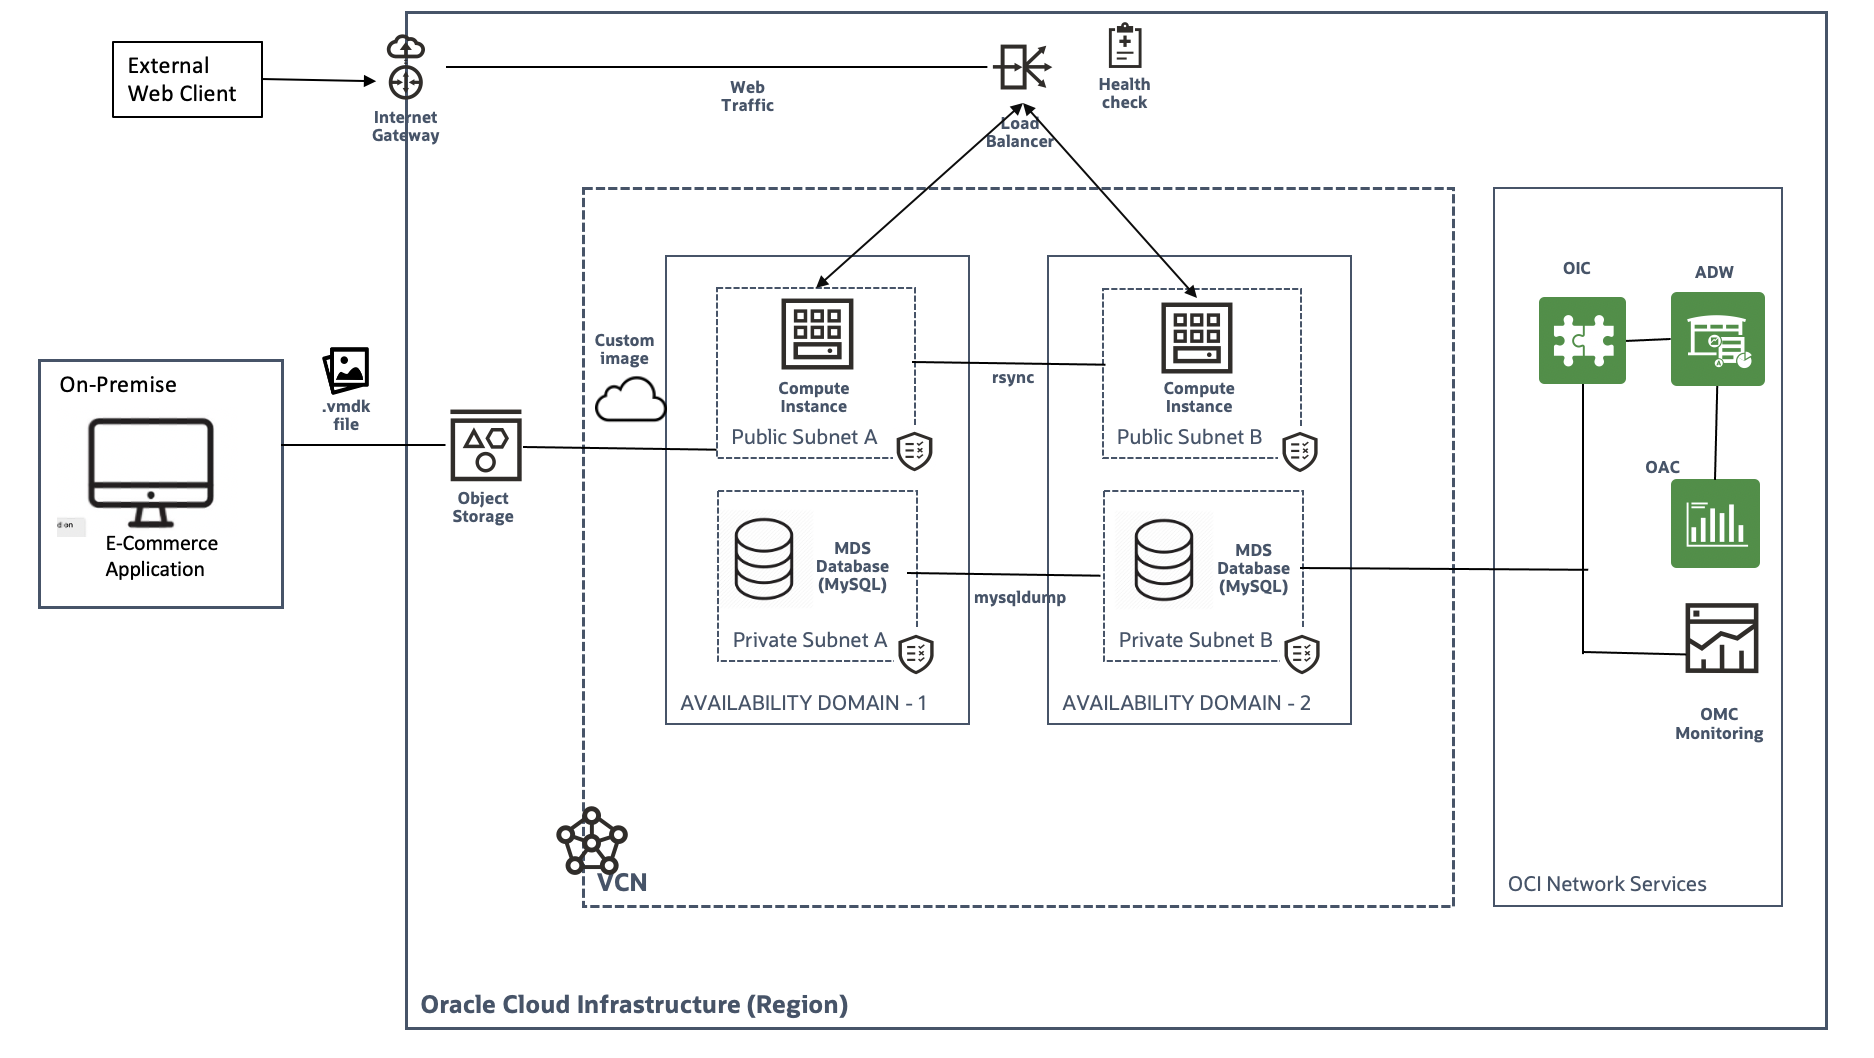 External
Web Client
Internet
Gateway
Web
Traffic
Load
Balancer
Health
check
On-Premise
.vmdk
file
E-Commerce
Application
Object
Storage
Custom
image
Compute
Instance
Public Subnet A
rsync
Compute
Instance
Public Subnet B
MDS
Database
(MySQL)
Private Subnet A
mysqldump
MDS
Database
(MySQL)
Private Subnet B
AVAILABILITY DOMAIN - 1
AVAILABILITY DOMAIN - 2
VCN
OIC
ADW
OAC
OMC
Monitoring
OCI Network Services
Oracle Cloud Infrastructure (Region)